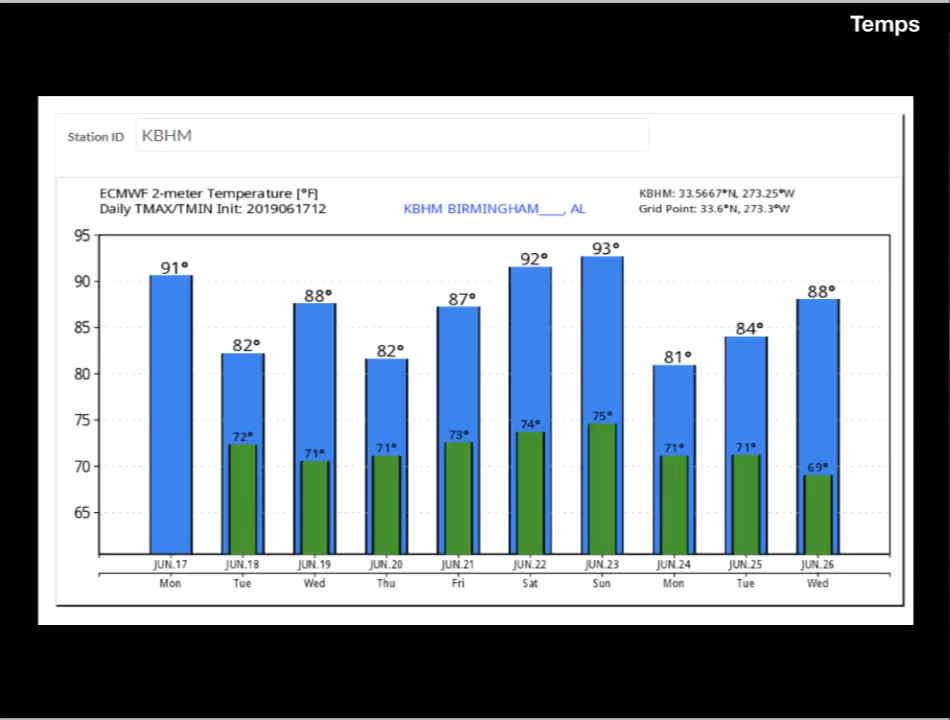 Temps
Station ID KBHM
ECMWF 2-meter Temperature [°F]
Daily TMAX/TMIN Init: 2019061712
KBHM BIRMINGHAM____, AL
KBHM: 33.5667°N, 273.25°W
Grid Point: 33.6°N, 273.3°W
95
90
85
80
75
70
65
91° 82° 88° 82° 87° 92° 93° 81° 84° 88°
72° 71° 71° 73° 74° 75° 71° 71° 69°
JUN.17 JUN.18 JUN.19 JUN.20 JUN.21 JUN.22 JUN.23 JUN.24 JUN.25 JUN.26
Mon Tue Wed Thu Fri Sat Sun Mon Tue Wed